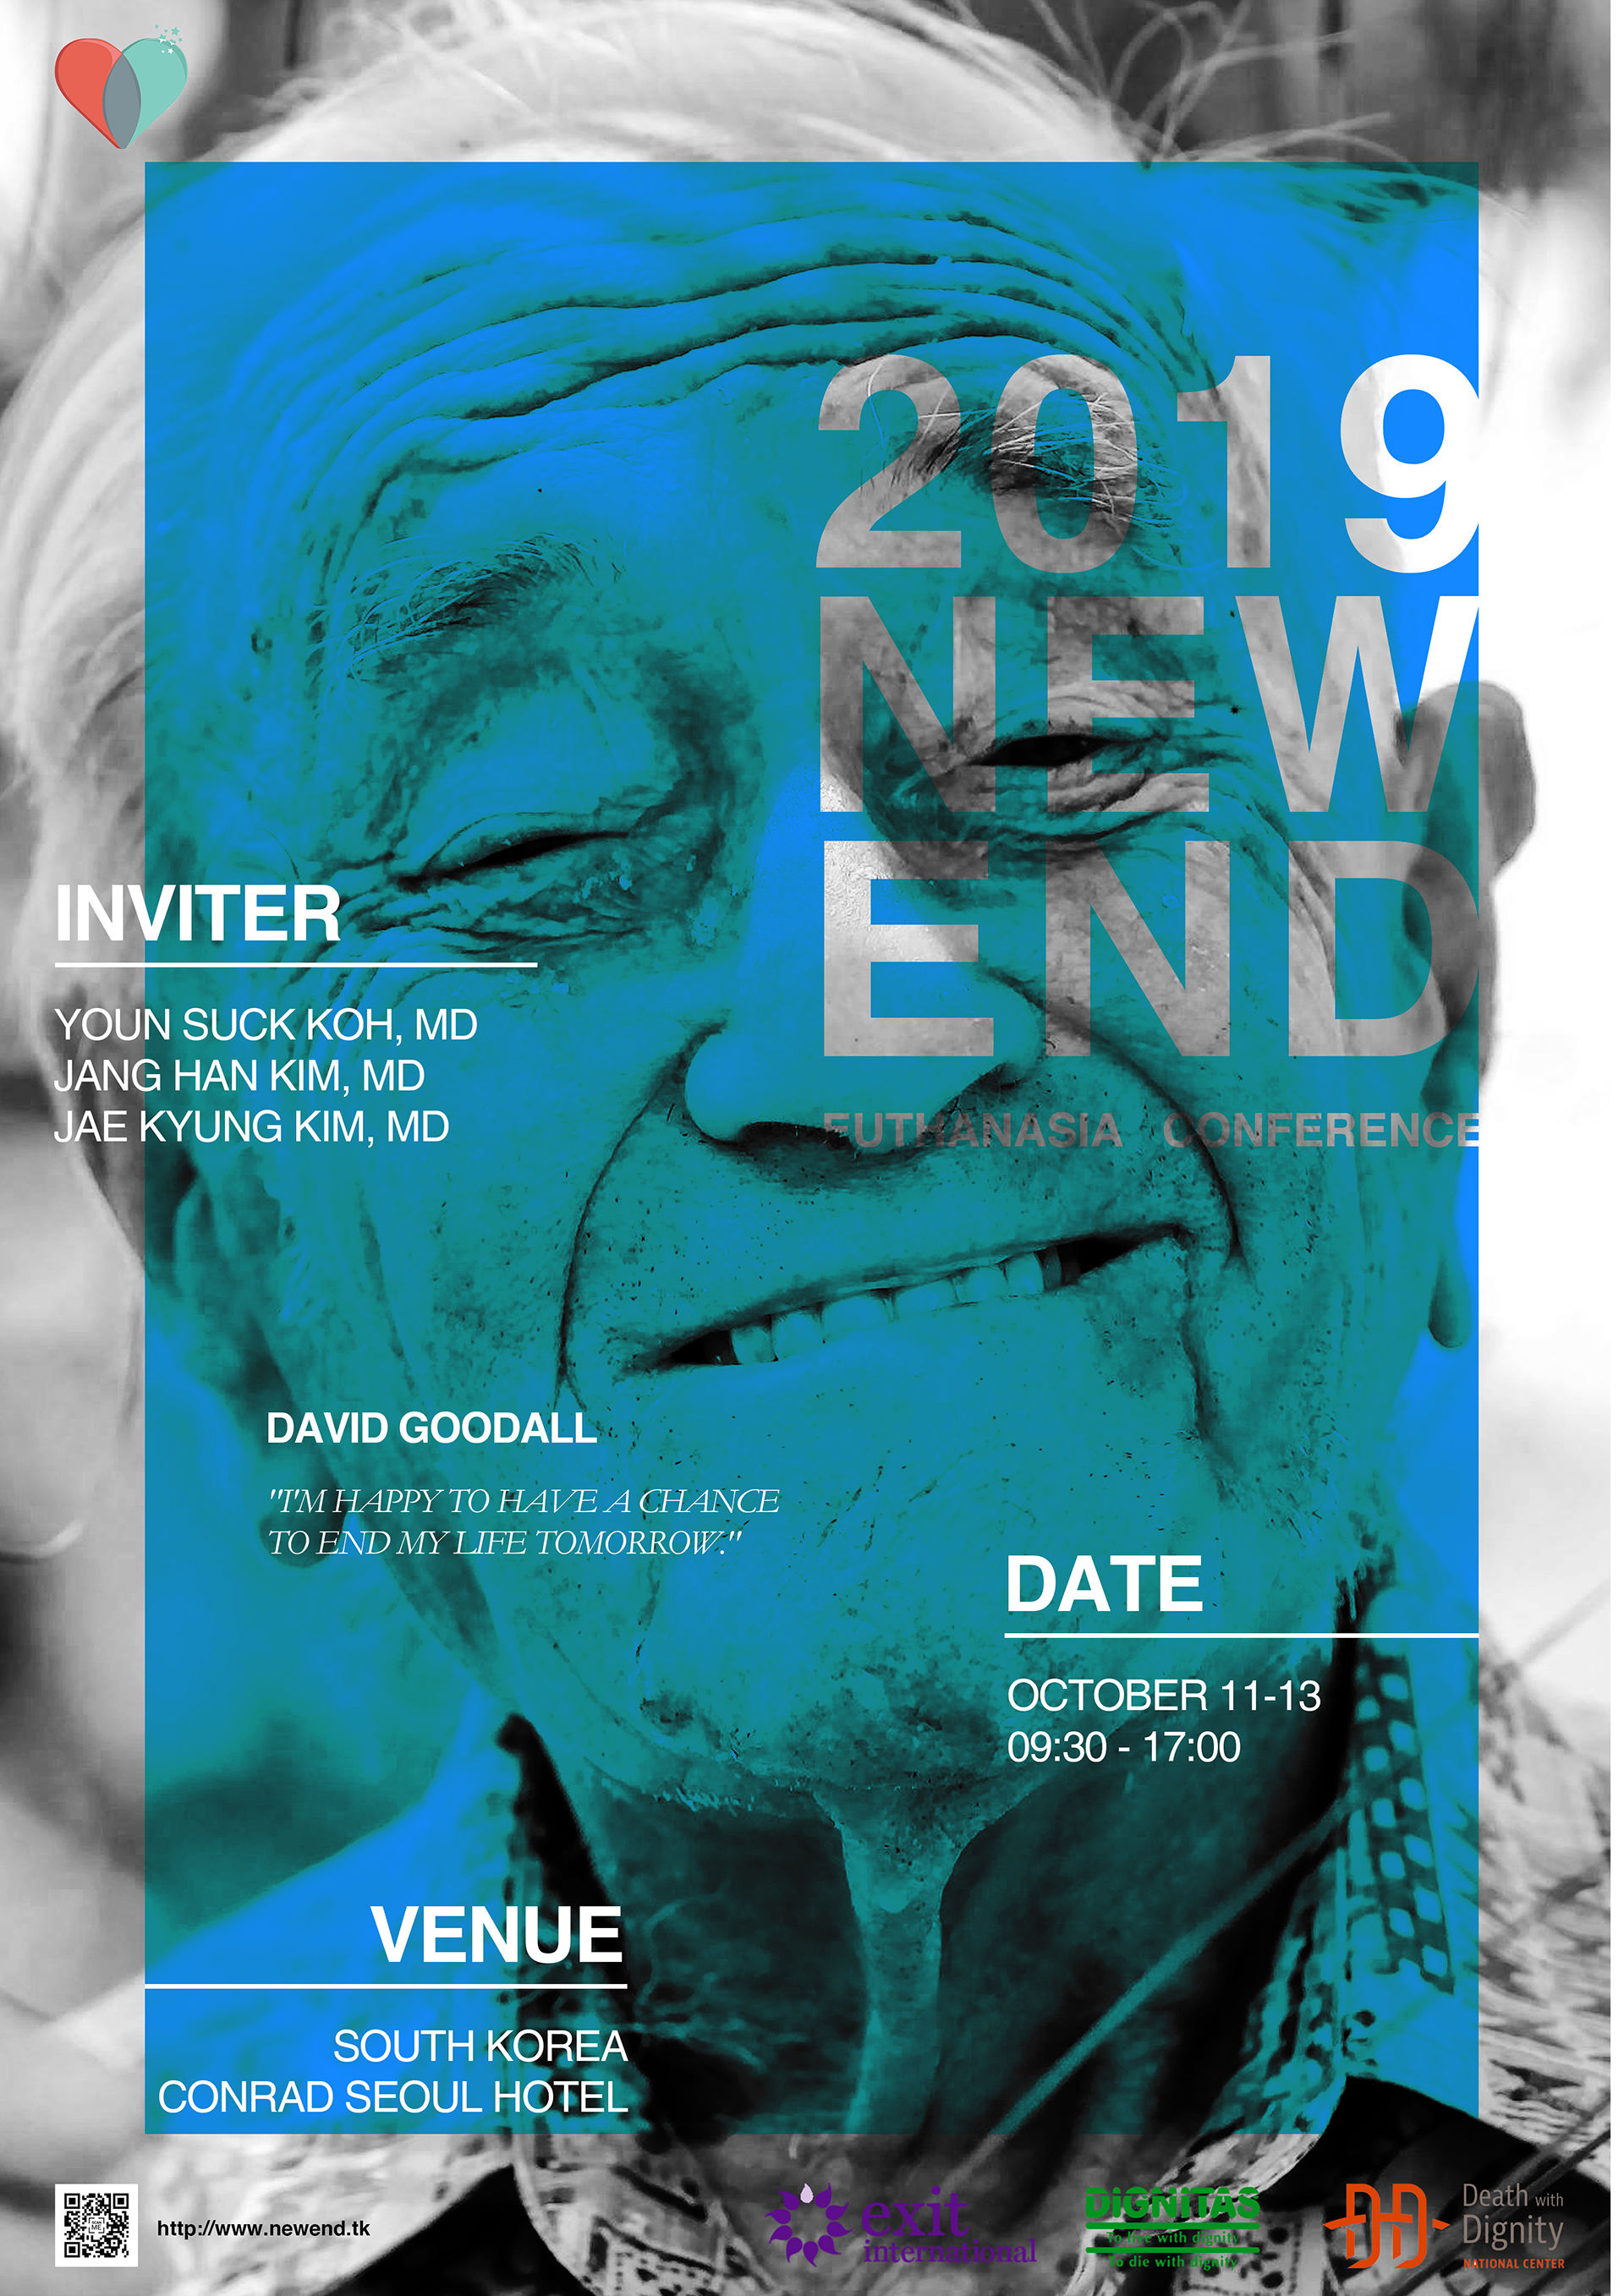 2019
NEW
END
EUTHANASIA CONFERENCE
INVITER
YOUN SUCK KOH, MD
JANG HAN KIM, MD
JAE KYUNG KIM, MD
DAVID GOODALL
"I'M HAPPY TO HAVE A CHANCE
TO END MY LIFE TOMORROW."
DATE
OCTOBER 11-13
09:30 - 17:00
VENUE
SOUTH KOREA
CONRAD SEOUL HOTEL
http://www.newend.tk
exit
international
DIGNITAS
To live with dignity
To die with dignity
Death with
Dignity
NATIONAL CENTER